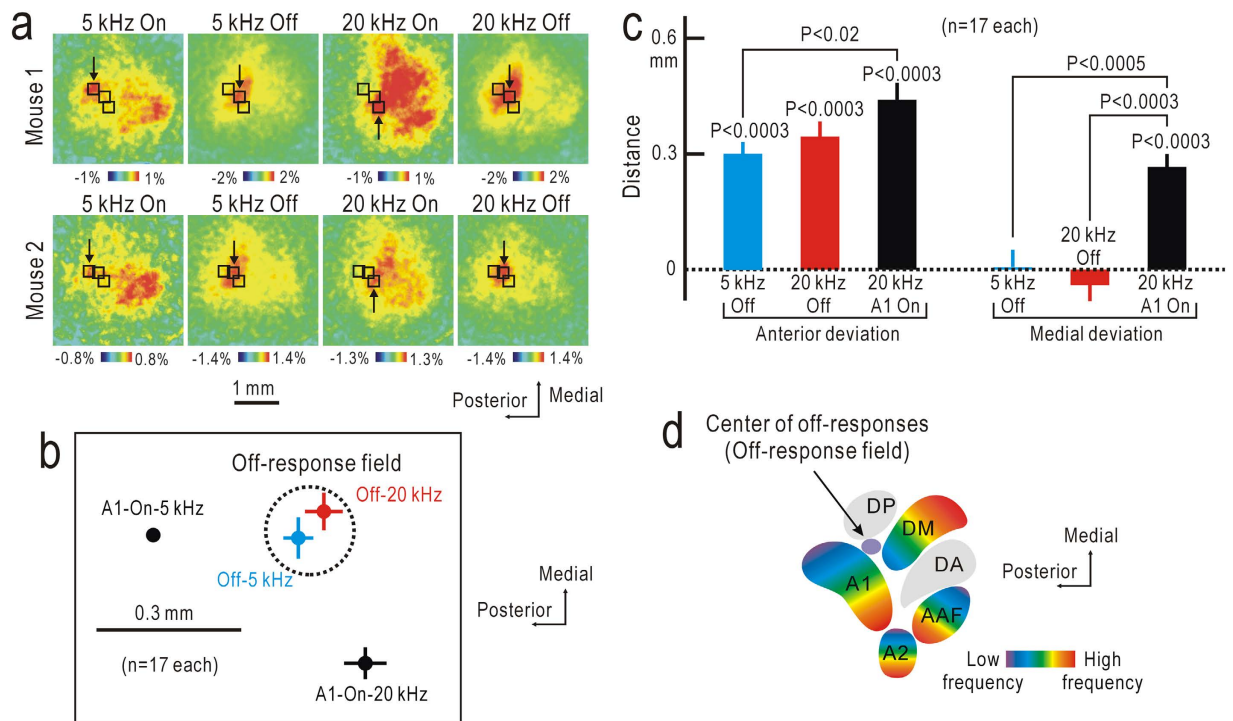 a
5 kHz On
5 kHz Off
20 kHz On
20 kHz Off
Mouse 1
-1% 1%
-2% 2%
-1% 1%
-2% 2%
Mouse 2
5 kHz On
5 kHz Off
20 kHz On
20 kHz Off
-0.8% 0.8%
-1.4% 1.4%
-1.3% 1.3%
-1.4% 1.4%
1 mm
Posterior
Medial
b
Off-response field
A1-On-5 kHz
Off-20 kHz
Off-5 kHz
0.3 mm
(n=17 each)
A1-On-20 kHz
Medial
Posterior
c
(n=17 each)
0.6
mm
0.3
0
Distance
P<0.02
P<0.0003
P<0.0003
P<0.0003
P<0.0005
P<0.0003
P<0.0003
5 kHz
Off
20 kHz
Off
20 kHz
A1 On
Anterior deviation
5 kHz
Off
20 kHz
Off
20 kHz
A1 On
Medial deviation
d
Center of off-responses
(Off-response field)
DP
DM
DA
A1
AAF
A2
Medial
Posterior
Low
frequency
High
frequency